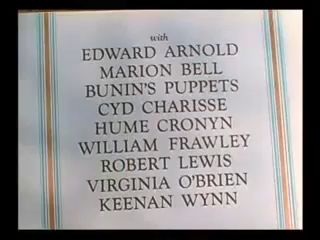 with
EDWARD ARNOLD
MARION BELL
BUNIN'S PUPPETS
CYD CHARISSE
HUME CRONYN
WILLIAM FRAWLEY
ROBERT LEWIS
VIRGINIA O'BRIEN
KEENAN WYNN